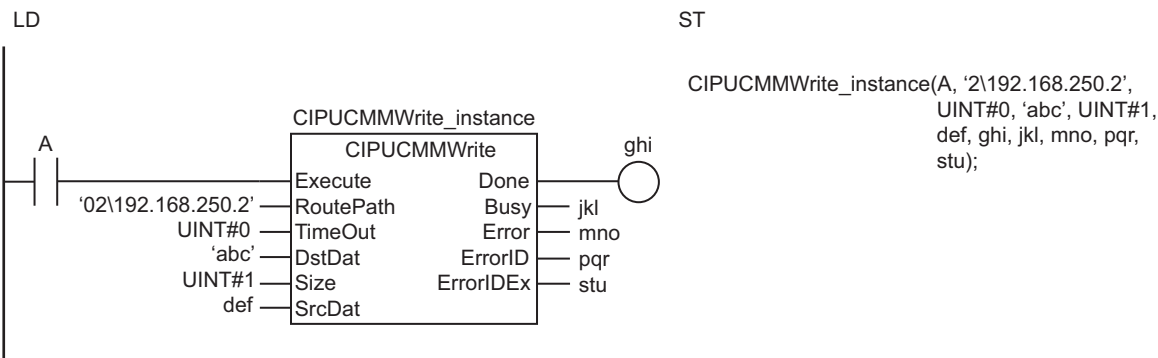 LD
ST
CIPUCMMWrite_instance(A, ‘2\192.168.250.2’,
UINT#0, ‘abc’, UINT#1,
def, ghi, jkl, mno, pqr,
stu);
CIPUCMMWrite_instance
CIPUCMMWrite
A
ghi
Execute Done
‘02\192.168.250.2’ RoutePath Busy jkl
UINT#0 TimeOut Error mno
‘abc’ DstDat ErrorID pqr
UINT#1 Size ErrorIDEx stu
def SrcDat